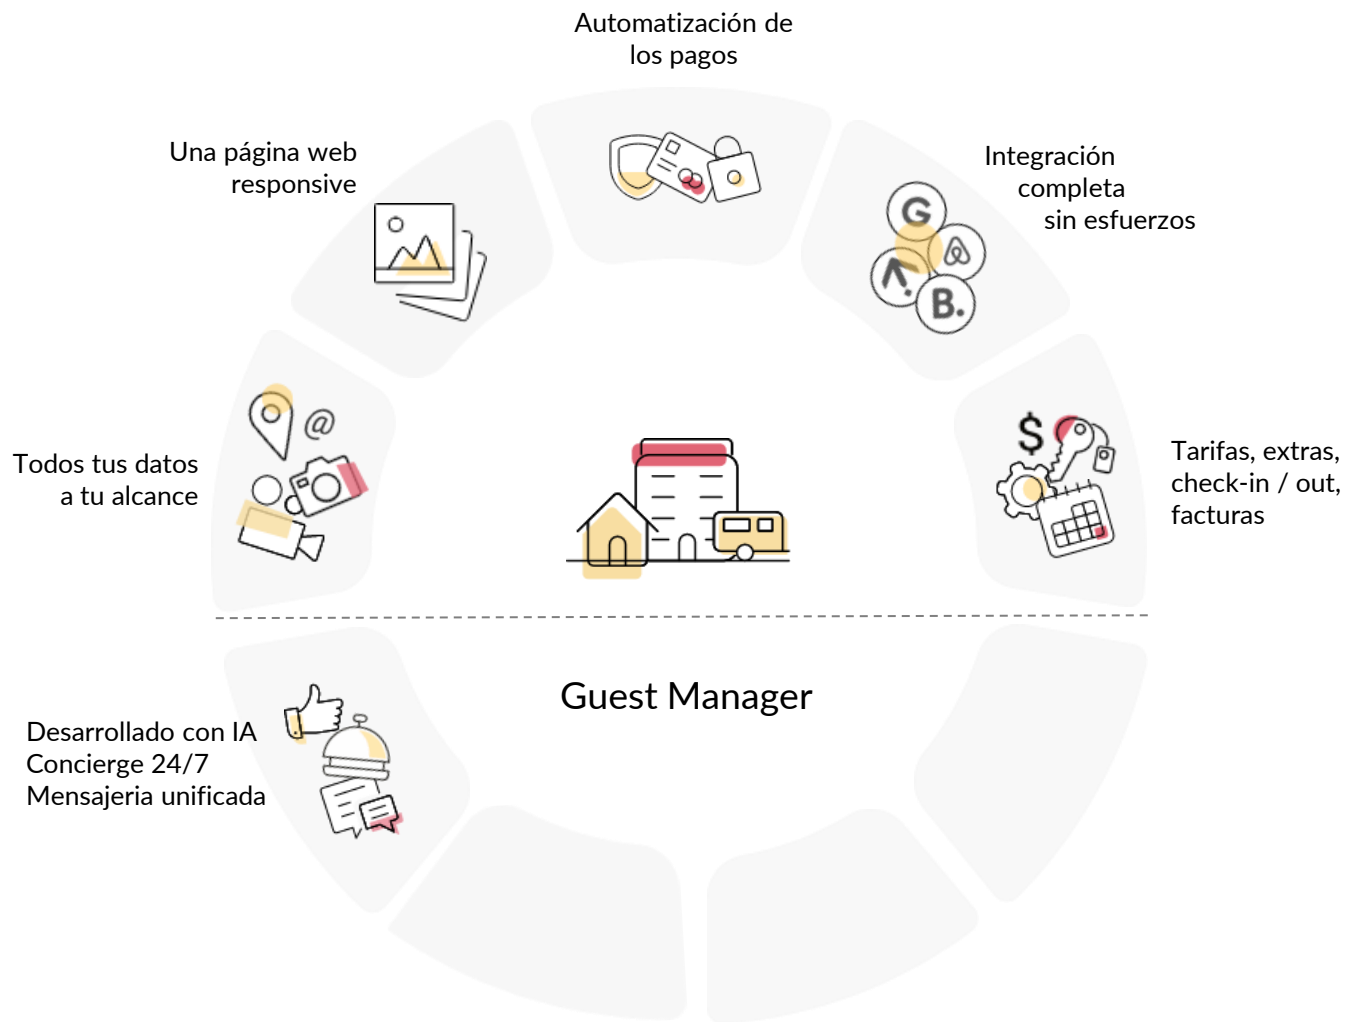 Automatización de
los pagos
Una página web
responsive
Integración
completa
sin esfuerzos
G
B.
Todos tus datos
a tu alcance
@
$
Tarifas, extras,
check-in / out,
facturas
Guest Manager
Desarrollado con IA
Concierge 24/7
Mensajeria unificada